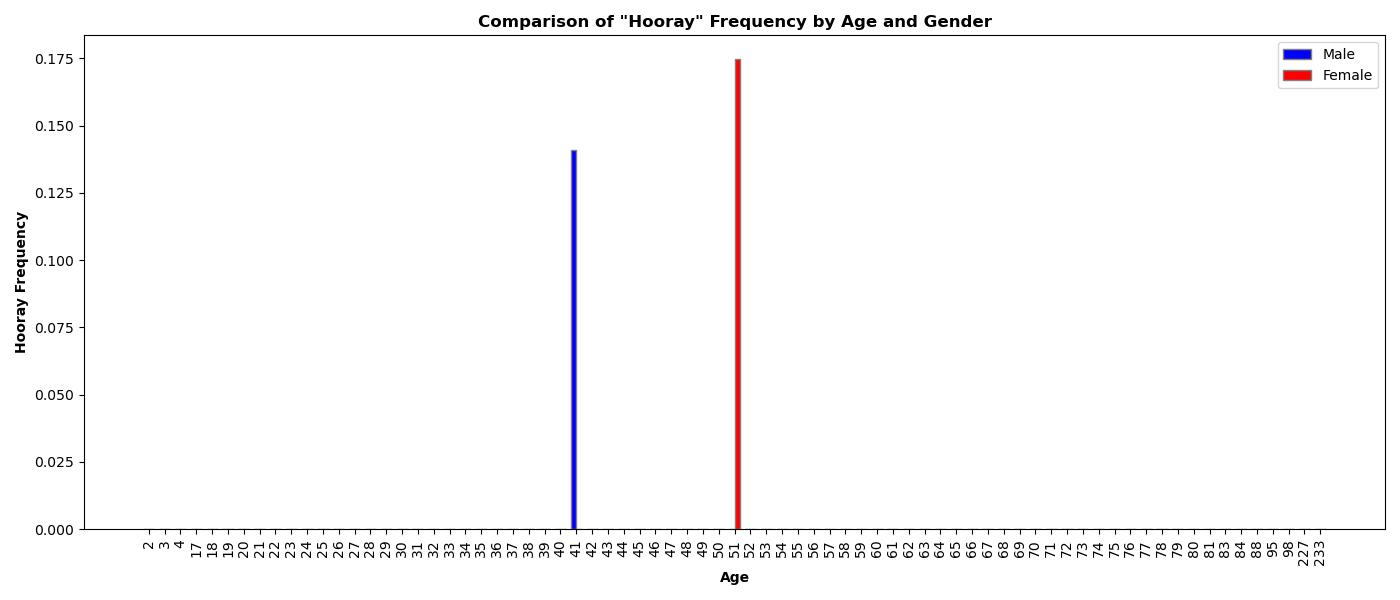 Comparison of "Hooray" Frequency by Age and Gender
Male
Female
Hooray Frequency
0.175
0.150
0.125
0.100
0.075
0.050
0.025
0.000
2 3 4 17 18 19 20 21 22 23 24 25 26 27 28 29 30 31 32 33 34 35 36 37 38 39 40 41 42 43 44 45 46 47 48 49 50 51 52 53 54 55 56 57 58 59 60 61 62 63 64 65 66 67 68 69 70 71 72 73 74 75 76 77 78 79 80 81 83 84 88 95 98 227 233
Age